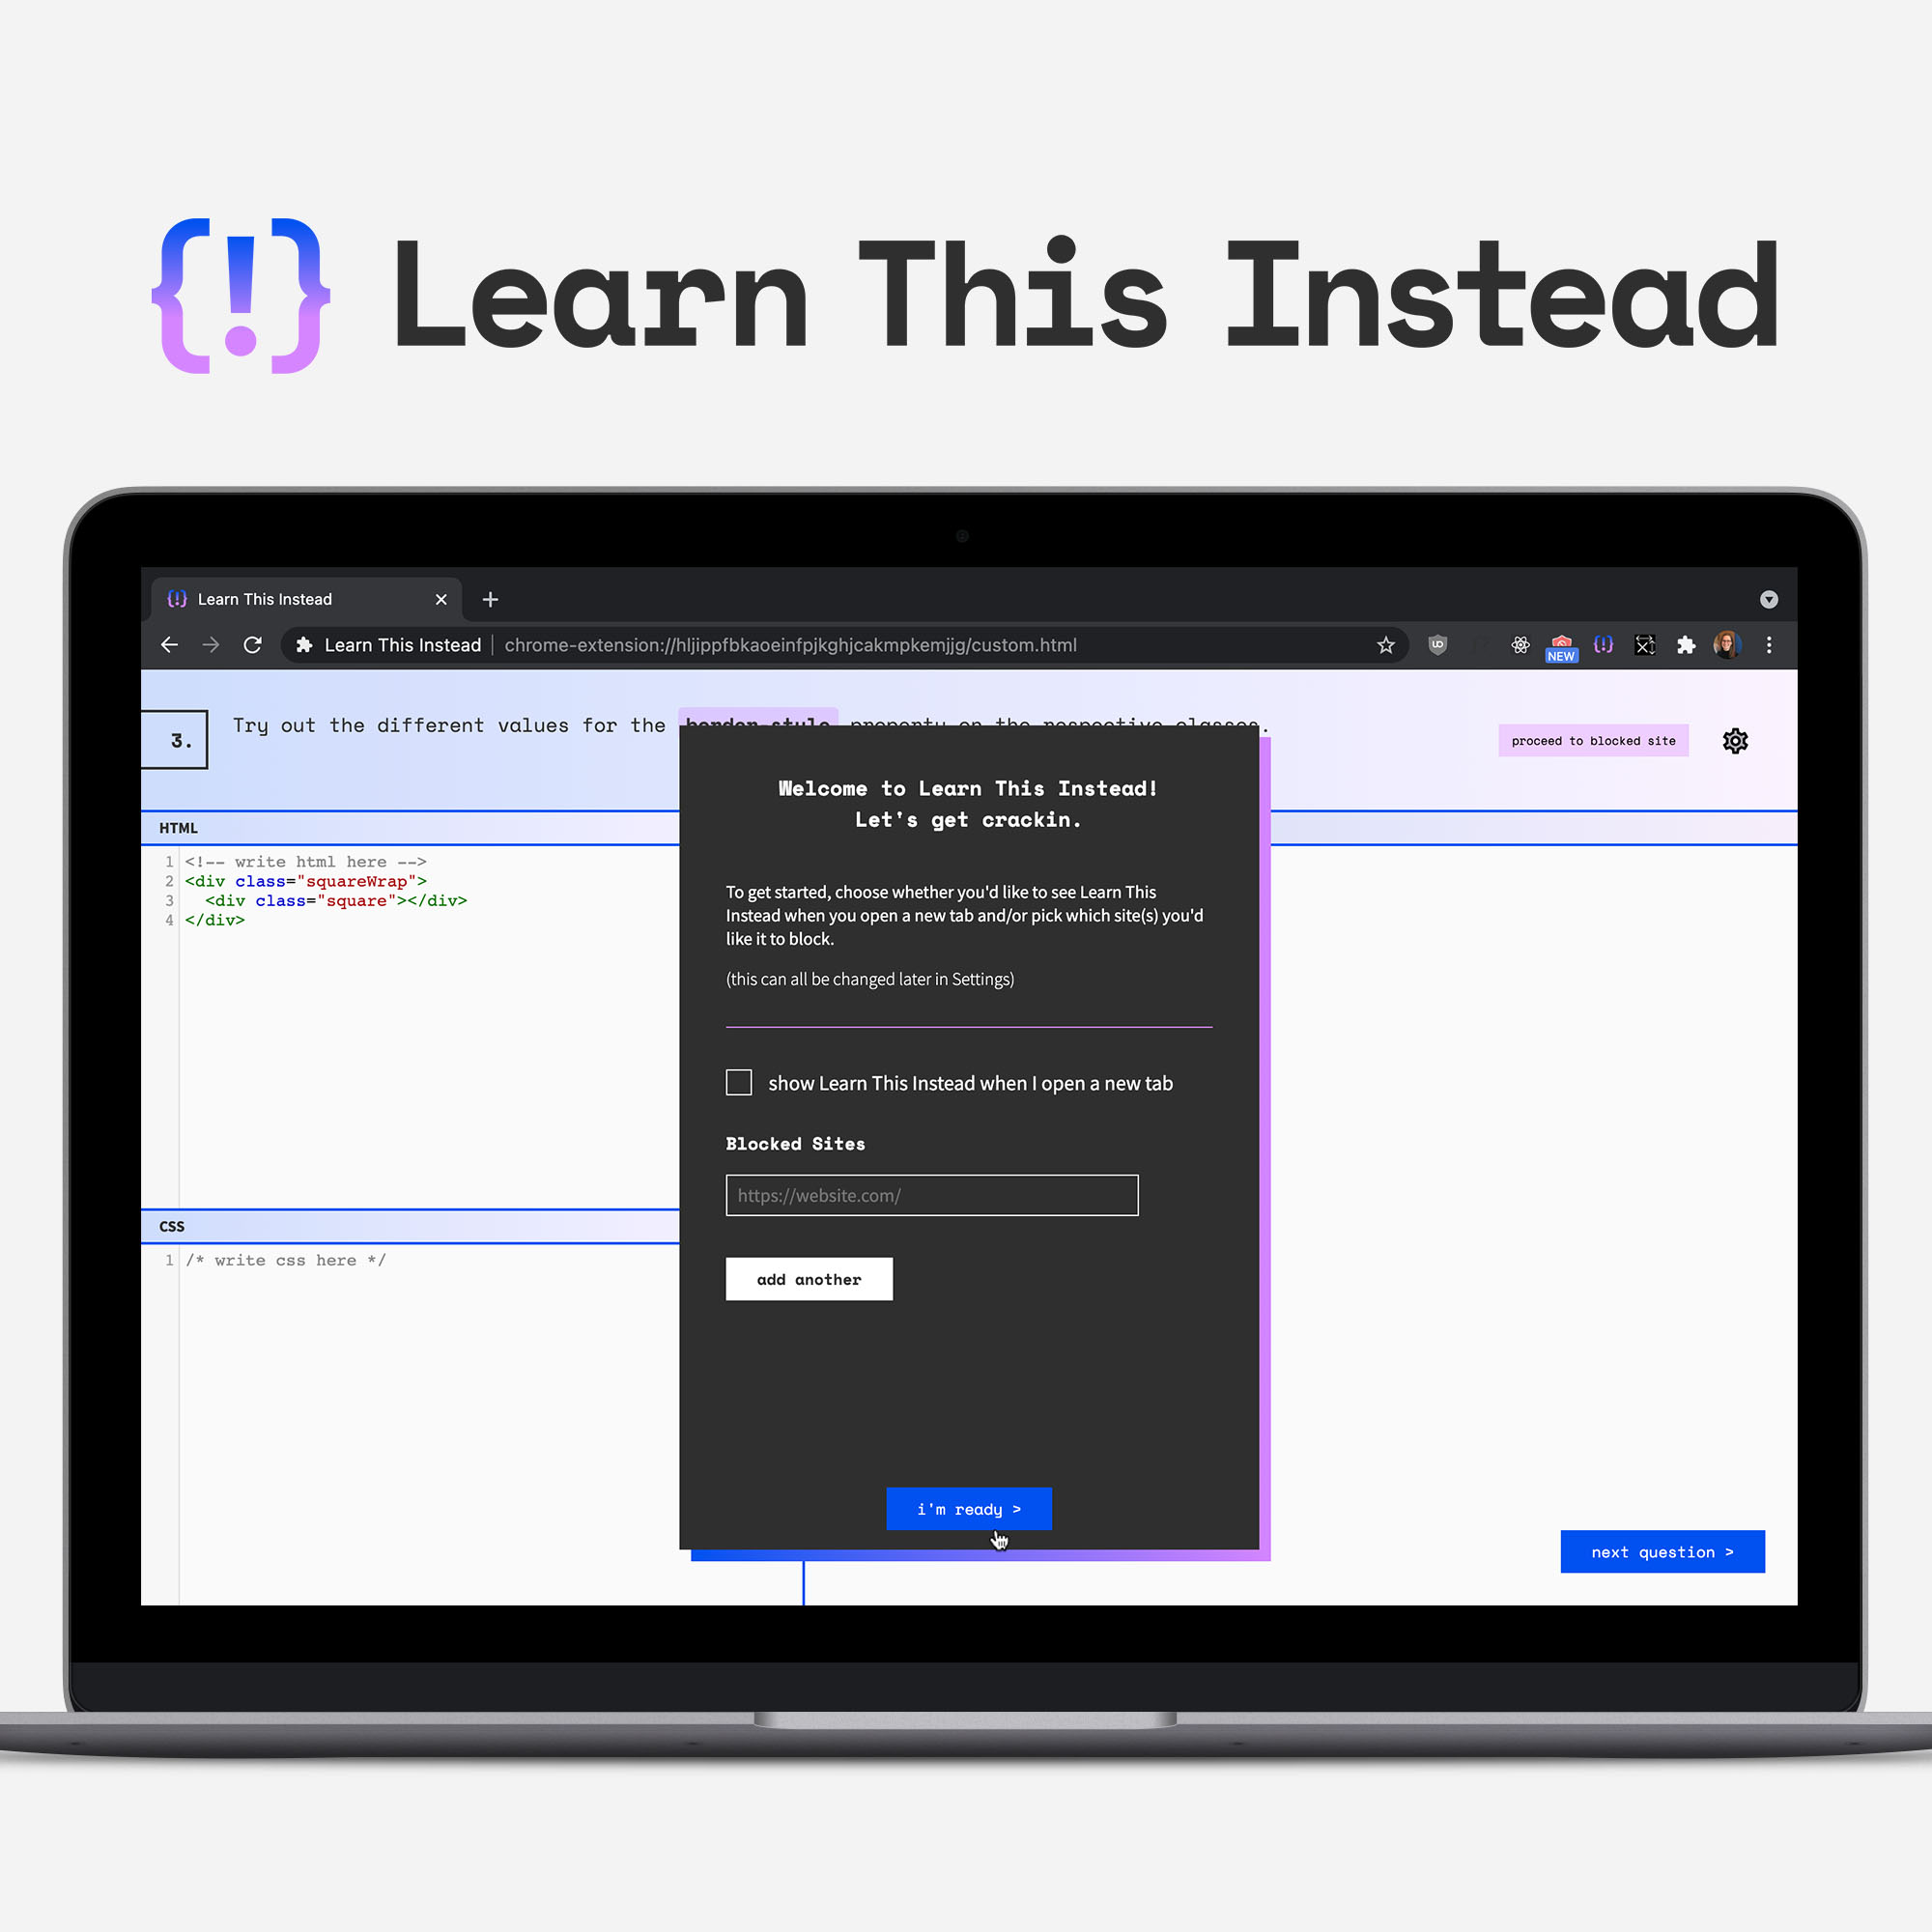 {!} Learn This Instead
Learn This Instead
Learn This Instead | chrome-extension://hljippfbkaoeinfpjkghjcakmpkemjjg/custom.html
NEW
{!}
3.
Try out the different values for the border-style property on the respective classes.
proceed to blocked site
HTML
1 <!-- write html here -->
2 <div class="squareWrap">
3 <div class="square"></div>
4 </div>
CSS
1 /* write css here */
Welcome to Learn This Instead!
Let's get crackin.
To get started, choose whether you'd like to see Learn This
Instead when you open a new tab and/or pick which site(s) you'd
like it to block.
(this can all be changed later in Settings)
show Learn This Instead when I open a new tab
Blocked Sites
https://website.com/
add another
i'm ready >
next question >